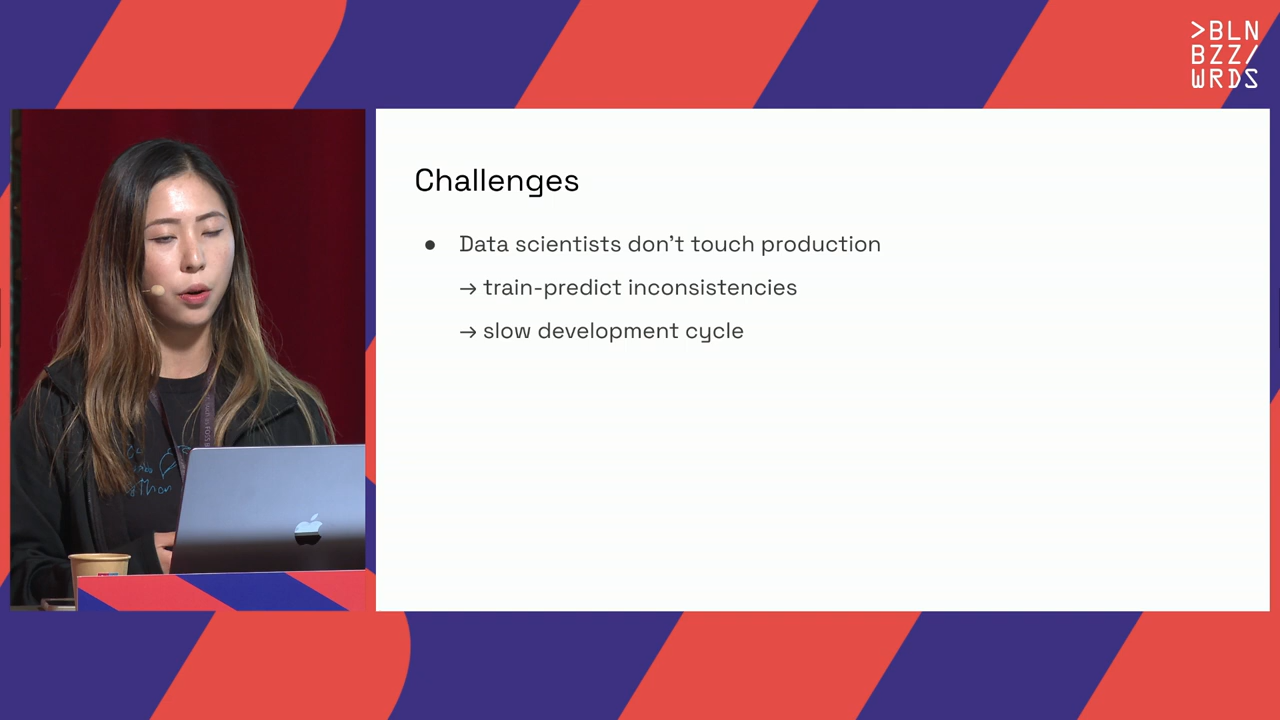 >BLN
BZZ/
WRDS
Challenges
● Data scientists don't touch production
→ train-predict inconsistencies
→ slow development cycle